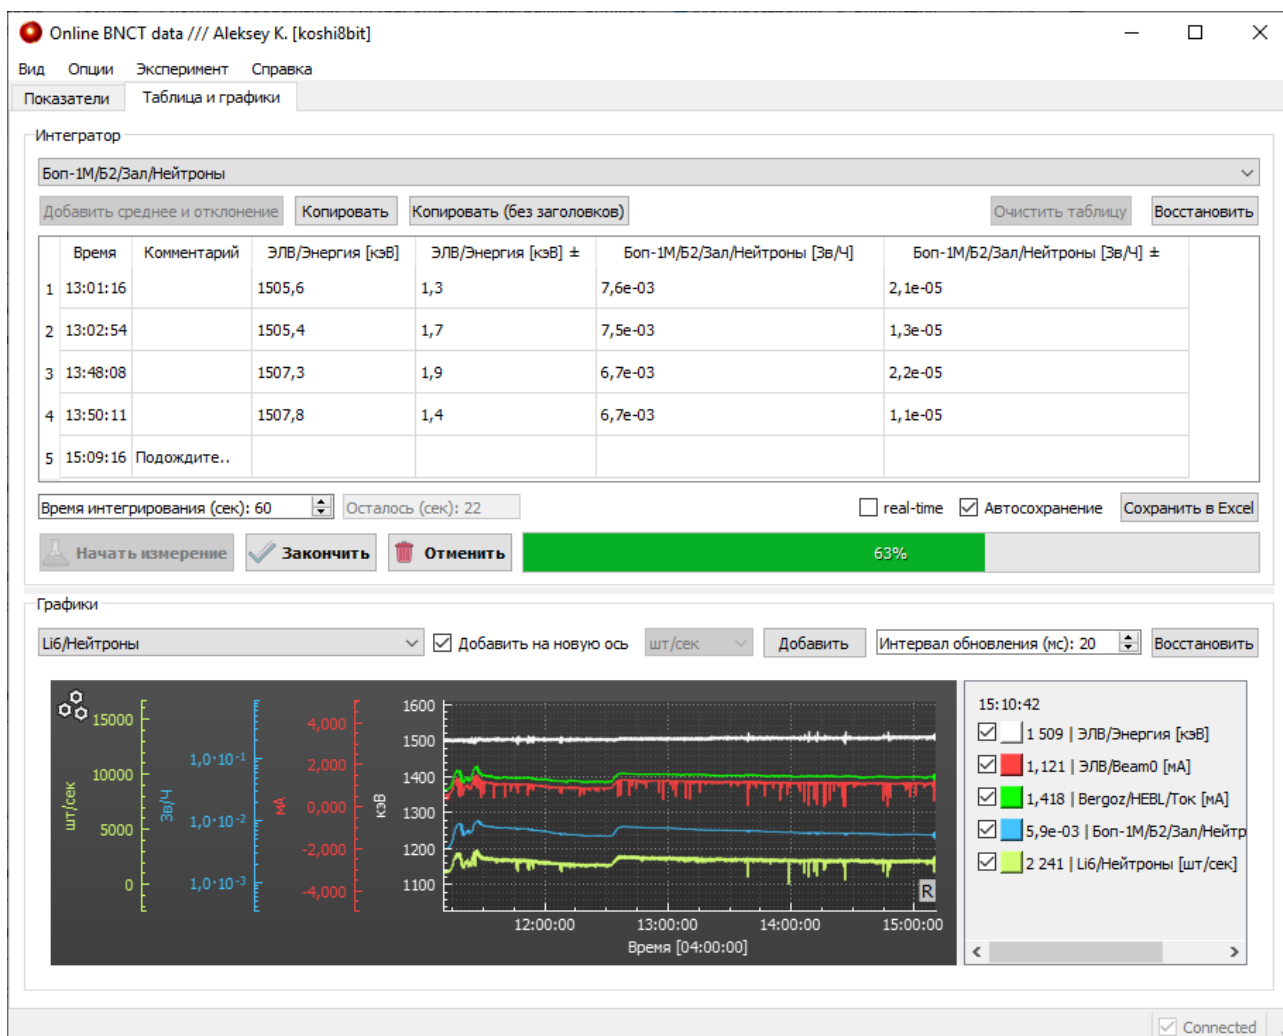 Online BNCT data /// Aleksey K. [koshi8bit]
Вид Опции Эксперимент Справка
Показатели Таблица и графики
Интегратор
Боп-1М/Б2/Зал/Нейтроны
Добавить среднее и отклонение Копировать Копировать (без заголовков) Очистить таблицу Восстановить
Время Комментарий ЭЛВ/Энергия [кэВ] ЭЛВ/Энергия [кэВ] ± Боп-1М/Б2/Зал/Нейтроны [Зв/Ч] Боп-1М/Б2/Зал/Нейтроны [Зв/Ч] ±
1 13:01:16 1505,6 1,3 7,6e-03 2,1e-05
2 13:02:54 1505,4 1,7 7,5e-03 1,3e-05
3 13:48:08 1507,3 1,9 6,7e-03 2,2e-05
4 13:50:11 1507,8 1,4 6,7e-03 1,1e-05
5 15:09:16 Подождите..
Время интегрирования (сек): 60 Осталось (сек): 22 real-time Автосохранение Сохранить в Excel
Начать измерение Закончить Отменить 63%
Графики
Li6/Нейтроны Добавить на новую ось шт/сек Добавить Интервал обновления (мс): 20 Восстановить
шт/сек
15000
10000
5000
0
Зв/Ч
1,0·10⁻¹
1,0·10⁻²
1,0·10⁻³
мА
4,000
2,000
0,000
-2,000
-4,000
кэВ
1600
1500
1400
1300
1200
1100
R
12:00:00 13:00:00 14:00:00 15:00:00
Время [04:00:00]
15:10:42
1 509 | ЭЛВ/Энергия [кэВ]
1,121 | ЭЛВ/Beam0 [мА]
1,418 | Bergoz/HEBL/Ток [мА]
5,9e-03 | Боп-1М/Б2/Зал/Нейтр
2 241 | Li6/Нейтроны [шт/сек]
Connected